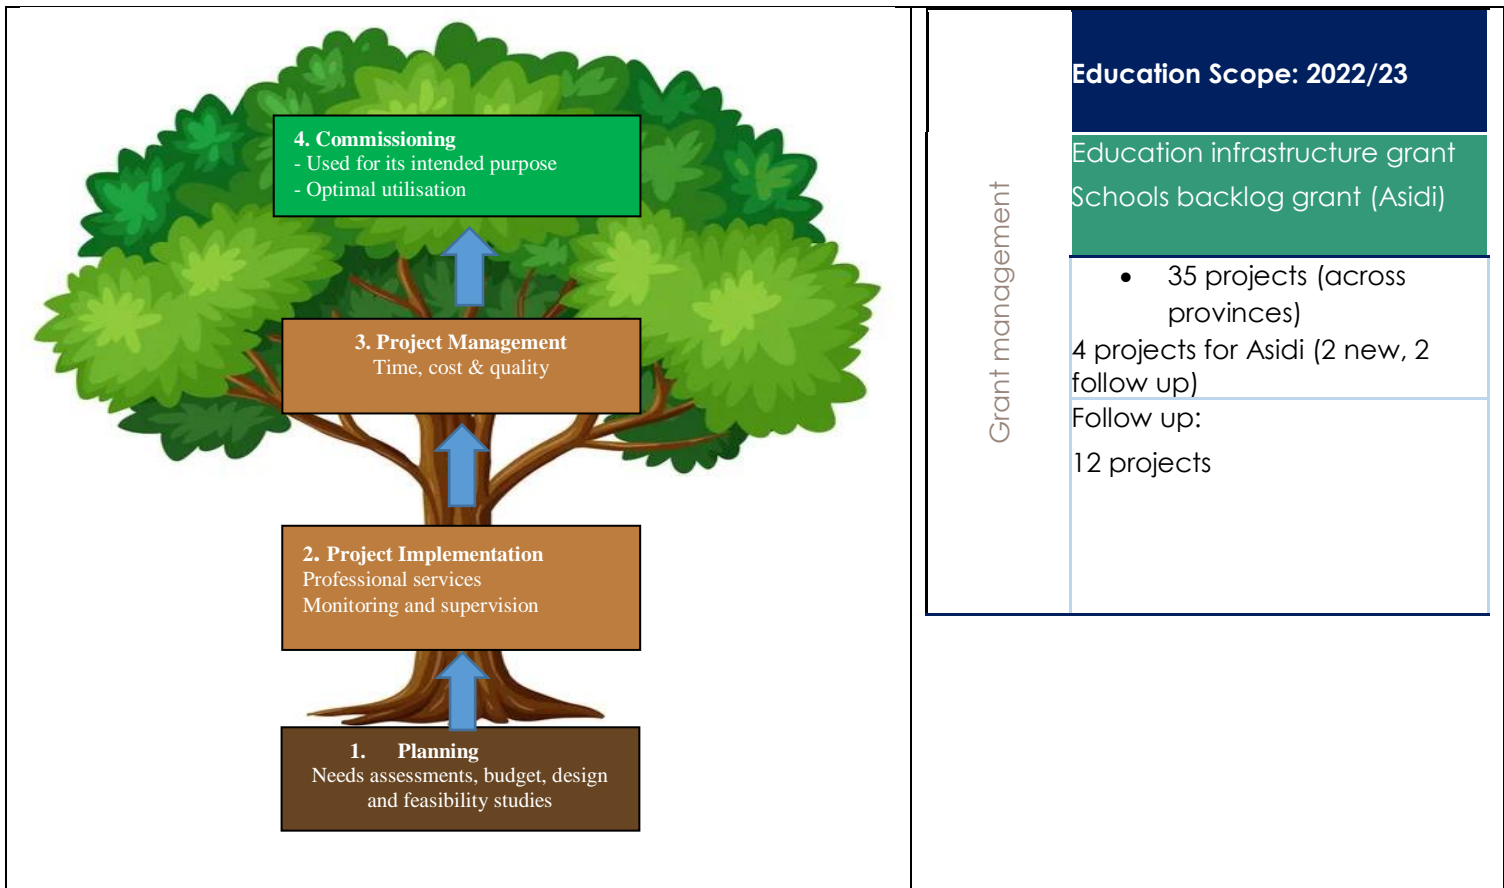 4. Commissioning
- Used for its intended purpose
- Optimal utilisation
3. Project Management
Time, cost & quality
2. Project Implementation
Professional services
Monitoring and supervision
1. Planning
Needs assessments, budget, design
and feasibility studies
Grant management
Education Scope: 2022/23
Education infrastructure grant
Schools backlog grant (Asidi)
• 35 projects (across
provinces)
4 projects for Asidi (2 new, 2
follow up)
Follow up:
12 projects